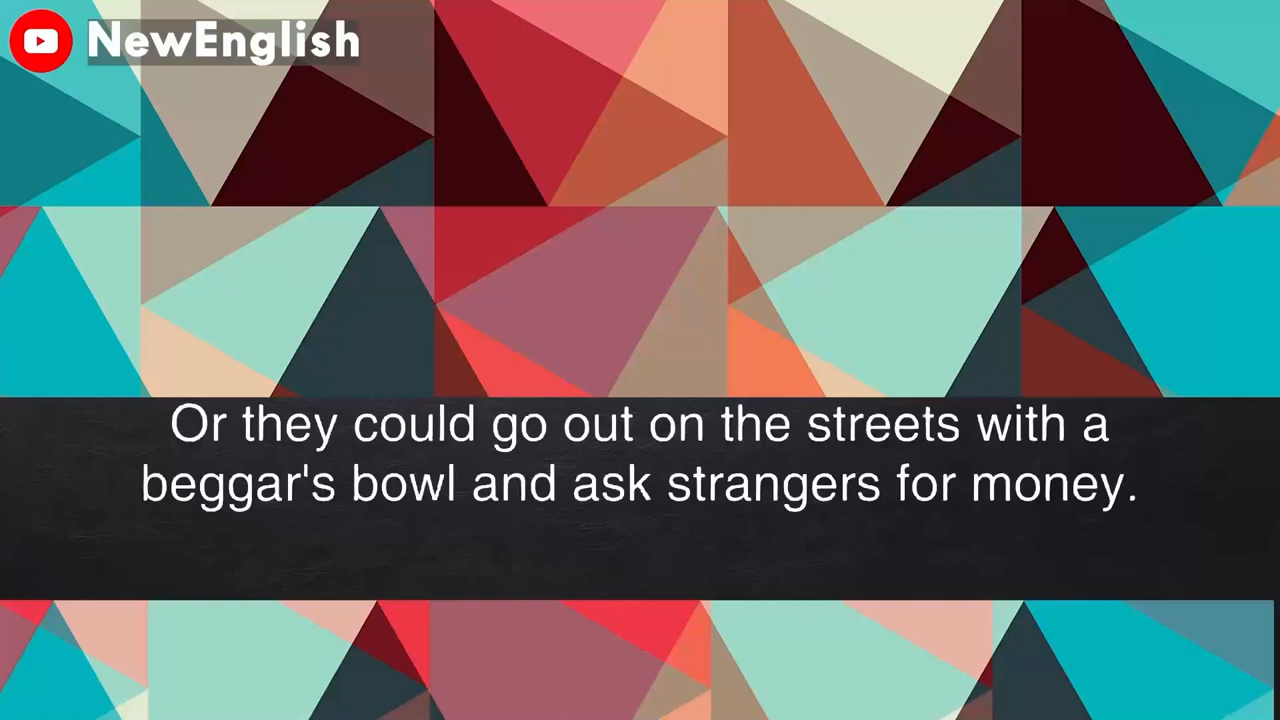 NewEnglish
Or they could go out on the streets with a
beggar's bowl and ask strangers for money.